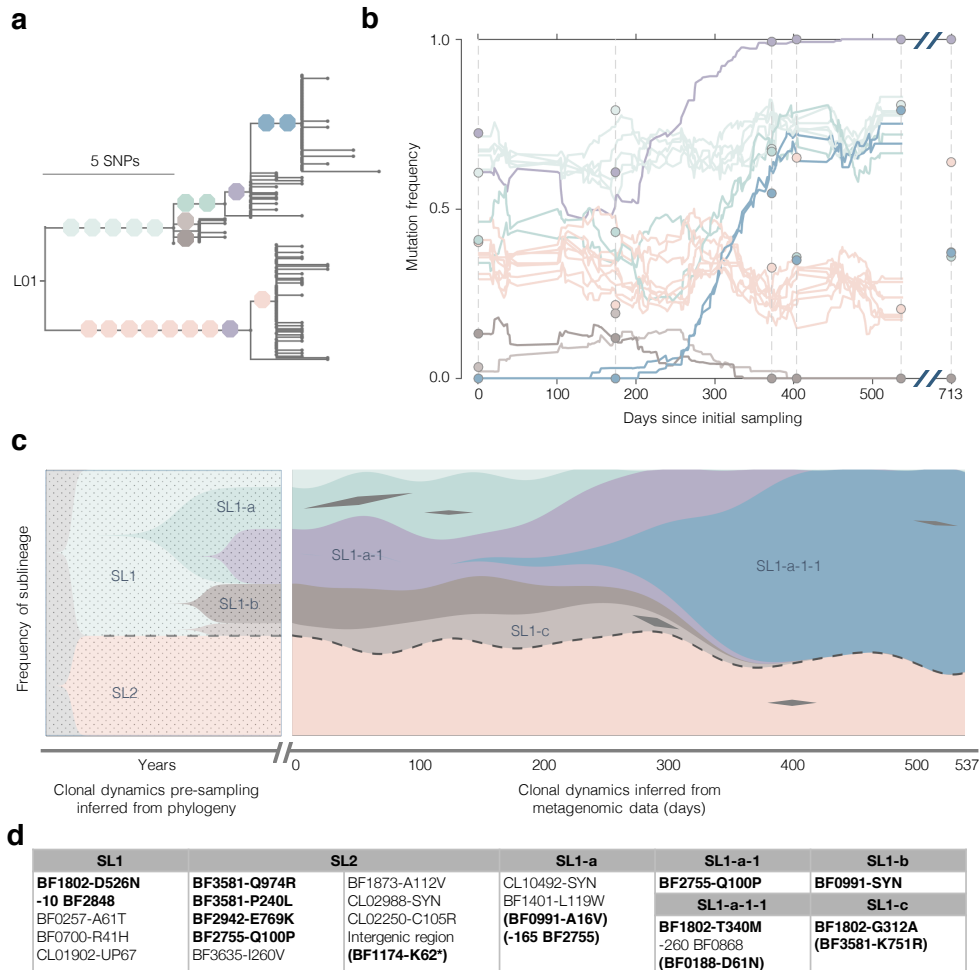 a
5 SNPs
L01
b
1.0
0.5
0.0
Mutation frequency
0
100
200
300
400
500
713
Days since initial sampling
c
Frequency of sublineage
SL1
SL2
SL1-a
SL1-b
SL1-a-1
SL1-c
SL1-a-1-1
Years
0
100
200
300
400
500
537
Clonal dynamics pre-sampling
inferred from phylogeny
Clonal dynamics inferred from
metagenomic data (days)
d
SL1
BF1802-D526N
-10 BF2848
BF0257-A61T
BF0700-R41H
CL01902-UP67
SL2
BF3581-Q974R
BF3581-P240L
BF2942-E769K
BF2755-Q100P
BF3635-I260V
BF1873-A112V
CL02988-SYN
CL02250-C105R
Intergenic region
(BF1174-K62*)
SL1-a
CL10492-SYN
BF1401-L119W
(BF0991-A16V)
(-165 BF2755)
SL1-a-1
BF2755-Q100P
SL1-a-1-1
BF1802-T340M
-260 BF0868
(BF0188-D61N)
SL1-b
BF0991-SYN
SL1-c
BF1802-G312A
(BF3581-K751R)